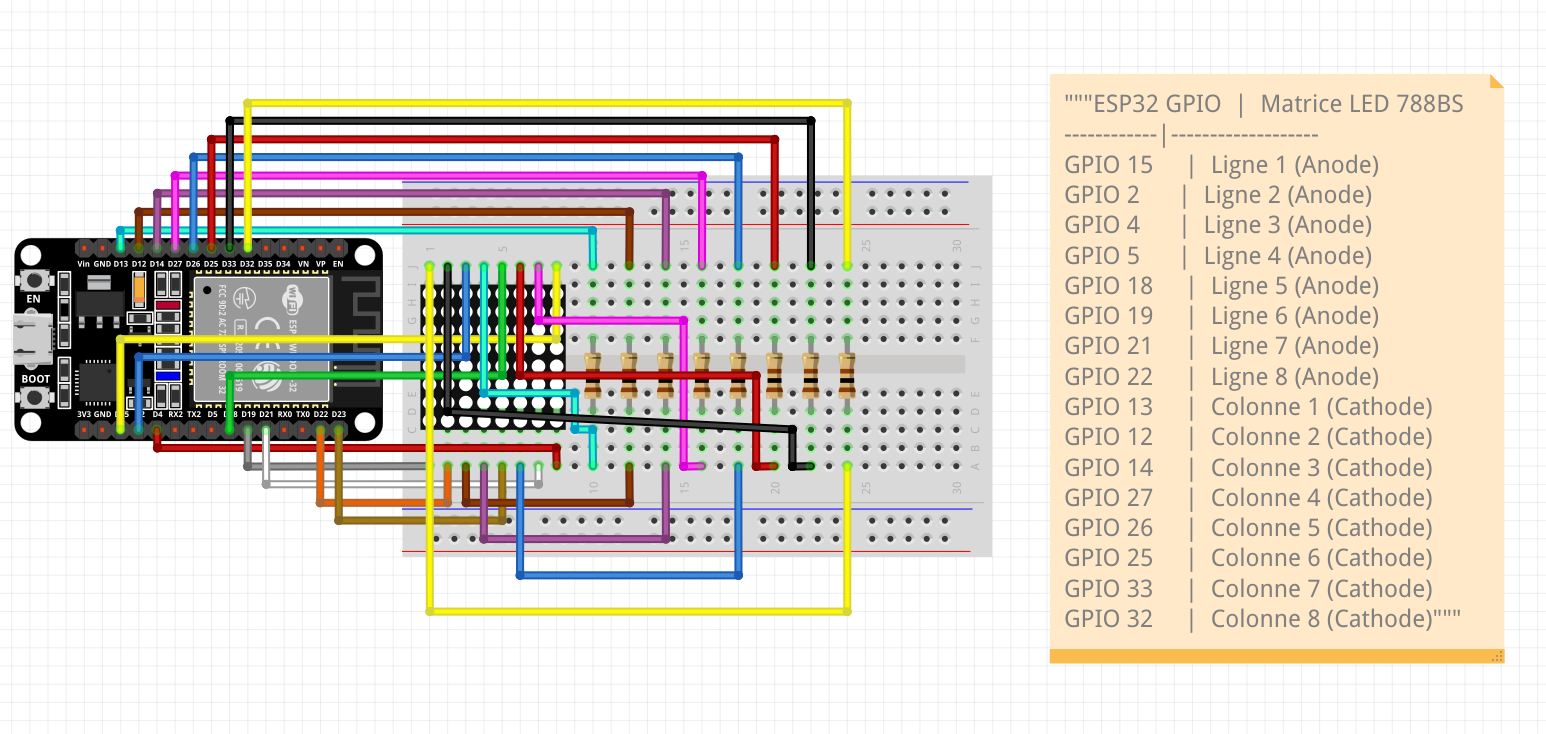 Vin GND D13 D12 D14 D27 D26 D25 D33 D32 D35 D34 VN VP EN
EN
BOOT
3V3 GND D4 RX2 TX2 D5 D19 D21 RX0 TX0 D22 D23
1 5 15 25 30
J J
I I
H H
G G
F
E E
D D
C C
B B
A A
10 15 20 25 30
"""ESP32 GPIO | Matrice LED 788BS
------------|-------------------
GPIO 15 | Ligne 1 (Anode)
GPIO 2 | Ligne 2 (Anode)
GPIO 4 | Ligne 3 (Anode)
GPIO 5 | Ligne 4 (Anode)
GPIO 18 | Ligne 5 (Anode)
GPIO 19 | Ligne 6 (Anode)
GPIO 21 | Ligne 7 (Anode)
GPIO 22 | Ligne 8 (Anode)
GPIO 13 | Colonne 1 (Cathode)
GPIO 12 | Colonne 2 (Cathode)
GPIO 14 | Colonne 3 (Cathode)
GPIO 27 | Colonne 4 (Cathode)
GPIO 26 | Colonne 5 (Cathode)
GPIO 25 | Colonne 6 (Cathode)
GPIO 33 | Colonne 7 (Cathode)
GPIO 32 | Colonne 8 (Cathode)"""